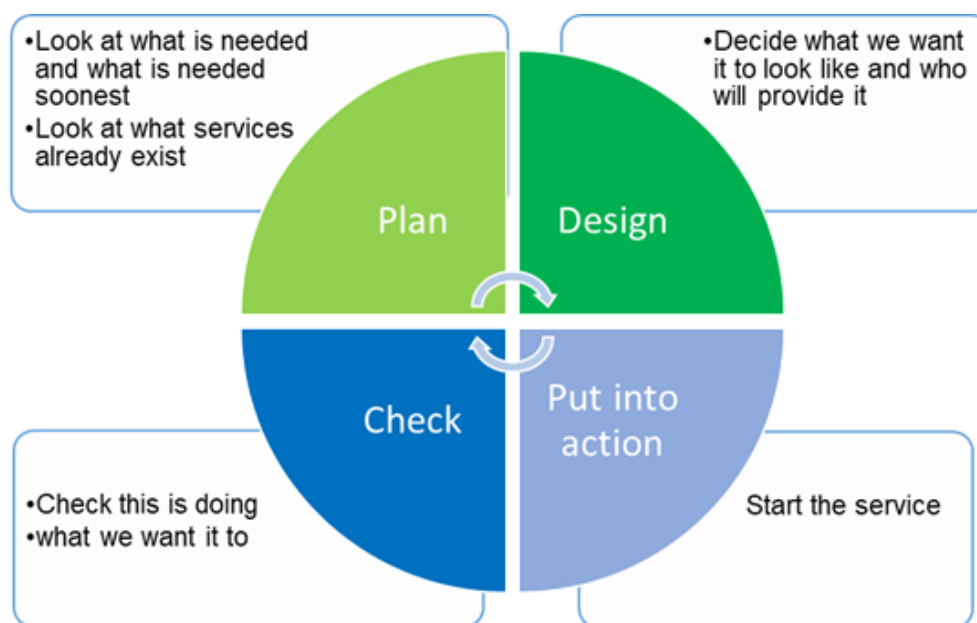 •Look at what is needed
and what is needed
soonest
•Look at what services
already exist
•Decide what we want
it to look like and who
will provide it
Plan
Design
Check
Put into
action
•Check this is doing
•what we want it to
Start the service